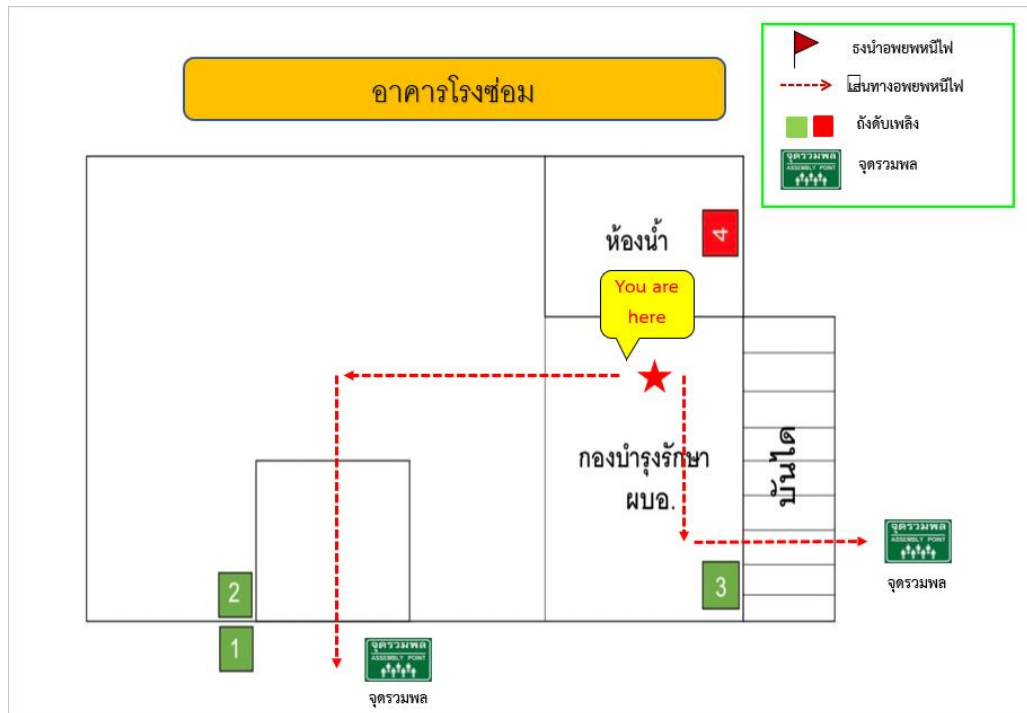 อาคารโรงซ่อม
ธงนำอพยพหนีไฟ
เสนทางอพยพหนีไฟ
ถังดับเพลิง
จุดรวมพล
ASSEMBLY POINT
จุดรวมพล
ห้องน้ำ
4
You are
here
กองบำรุงรักษา
ผบอ.
บันได
จุดรวมพล
ASSEMBLY POINT
จุดรวมพล
3
2
1
จุดรวมพล
ASSEMBLY POINT
จุดรวมพล